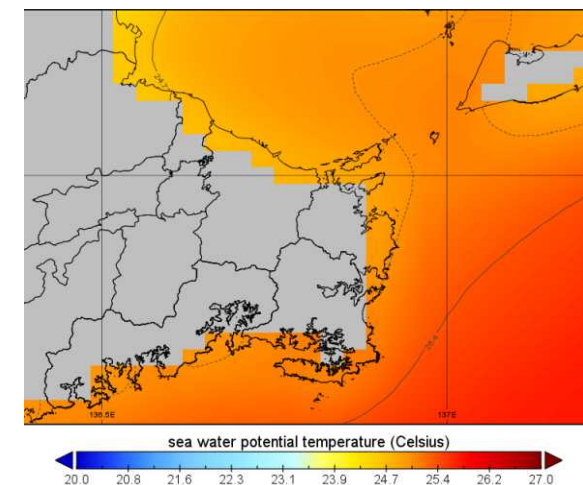 136.5E
137E
sea water potential temperature (Celsius)
20.0 20.8 21.6 22.3 23.1 23.9 24.7 25.4 26.2 27.0